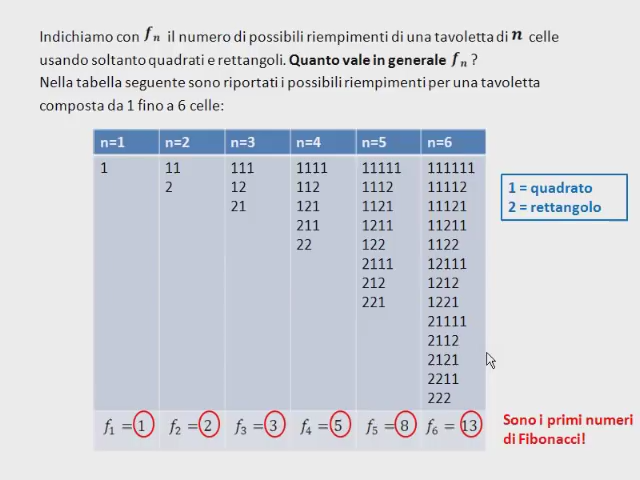 Indichiamo con fₙ il numero di possibili riempimenti di una tavoletta di n celle
usando soltanto quadrati e rettangoli. Quanto vale in generale fₙ ?
Nella tabella seguente sono riportati i possibili riempimenti per una tavoletta
composta da 1 fino a 6 celle:
n=1 n=2 n=3 n=4 n=5 n=6
1 11 111 1111 11111 111111
2 12 112 1112 11112
21 121 1121 11121
211 1211 11211
22 122 1122
2111 12111
212 1212
221 1221
21111
2112
2121
2211
222
f₁ = 1 f₂ = 2 f₃ = 3 f₄ = 5 f₅ = 8 f₆ = 13
1 = quadrato
2 = rettangolo
Sono i primi numeri
di Fibonacci!